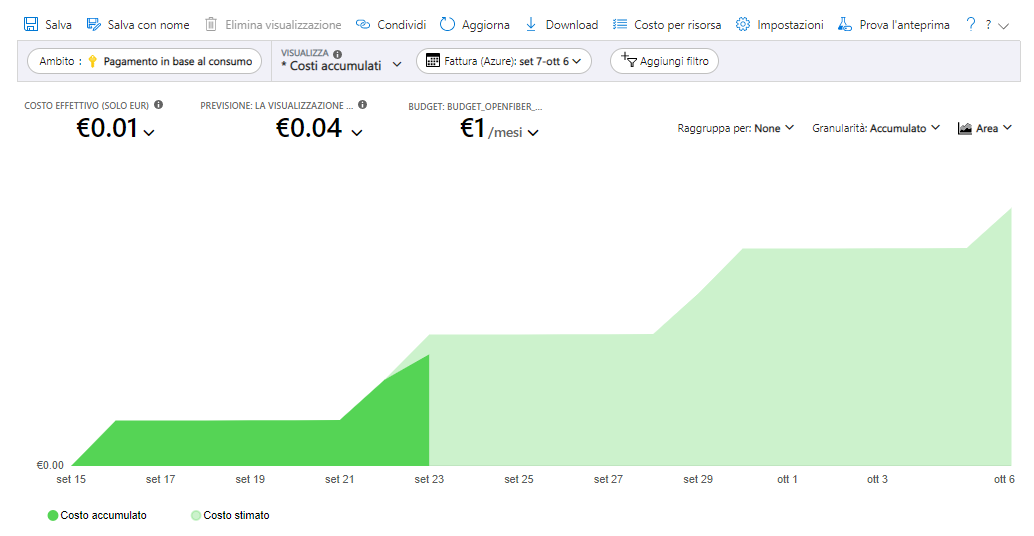 Salva Salva con nome Elimina visualizzazione Condividi Aggiorna Download Costo per risorsa Impostazioni Prova l'anteprima ? ?
Ambito : Pagamento in base al consumo
VISUALIZZA
* Costi accumulati
Fattura (Azure): set 7-ott 6
Aggiungi filtro
COSTO EFFETTIVO (SOLO EUR)
€0.01
PREVISIONE: LA VISUALIZZAZIONE ...
€0.04
BUDGET: BUDGET_OPENFIBER_...
€1 /mesi
Raggruppa per: None Granularità: Accumulato Area
€0.00
set 15 set 17 set 19 set 21 set 23 set 25 set 27 set 29 ott 1 ott 3 ott 6
Costo accumulato Costo stimato